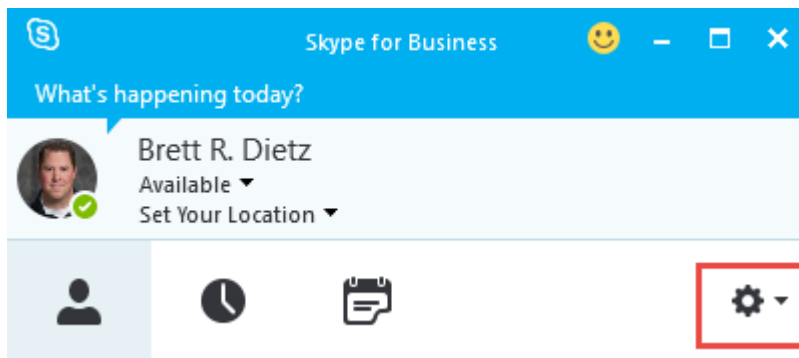 Skype for Business
What's happening today?
Brett R. Dietz
Available
Set Your Location